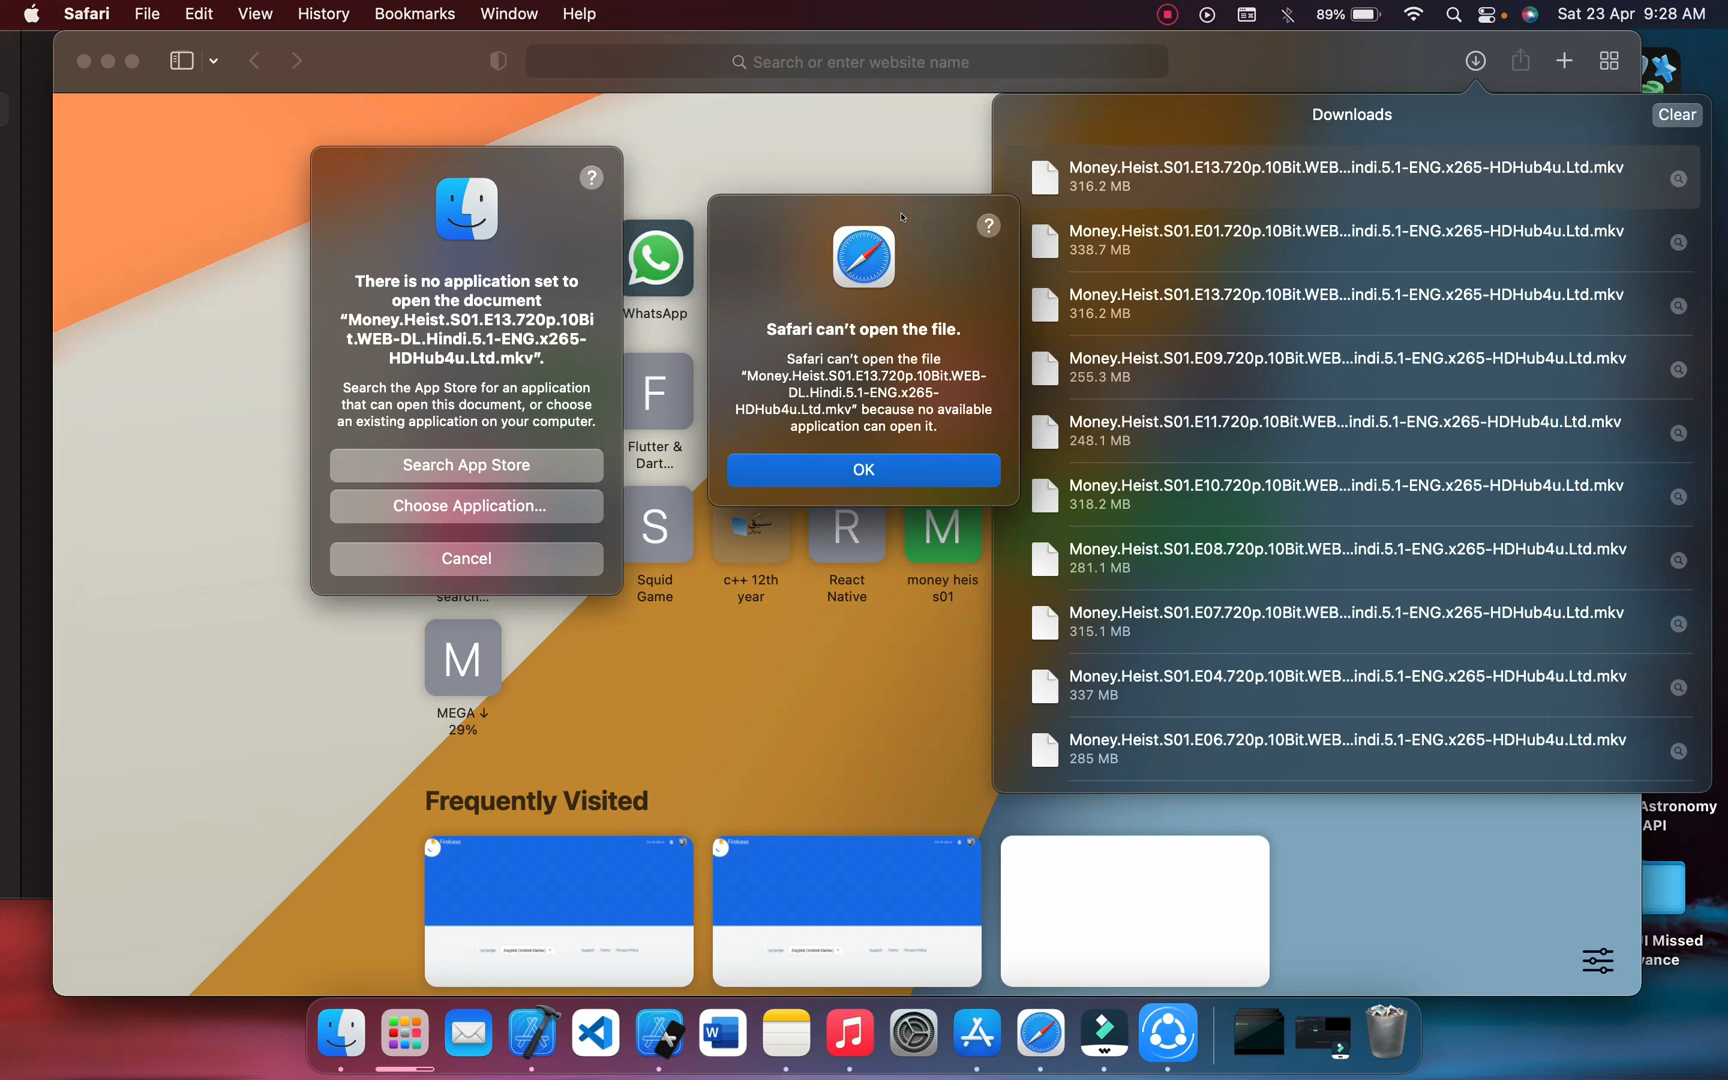 Safari File Edit View History Bookmarks Window Help
89% Sat 23 Apr 9:28 AM
Search or enter website name
Downloads
Clear
Money.Heist.S01.E13.720p.10Bit.WEB...indi.5.1-ENG.x265-HDHub4u.Ltd.mkv
316.2 MB
Money.Heist.S01.E01.720p.10Bit.WEB...indi.5.1-ENG.x265-HDHub4u.Ltd.mkv
338.7 MB
Money.Heist.S01.E13.720p.10Bit.WEB...indi.5.1-ENG.x265-HDHub4u.Ltd.mkv
316.2 MB
Money.Heist.S01.E09.720p.10Bit.WEB...indi.5.1-ENG.x265-HDHub4u.Ltd.mkv
255.3 MB
Money.Heist.S01.E11.720p.10Bit.WEB...indi.5.1-ENG.x265-HDHub4u.Ltd.mkv
248.1 MB
Money.Heist.S01.E10.720p.10Bit.WEB...indi.5.1-ENG.x265-HDHub4u.Ltd.mkv
318.2 MB
Money.Heist.S01.E08.720p.10Bit.WEB...indi.5.1-ENG.x265-HDHub4u.Ltd.mkv
281.1 MB
Money.Heist.S01.E07.720p.10Bit.WEB...indi.5.1-ENG.x265-HDHub4u.Ltd.mkv
315.1 MB
Money.Heist.S01.E04.720p.10Bit.WEB...indi.5.1-ENG.x265-HDHub4u.Ltd.mkv
337 MB
Money.Heist.S01.E06.720p.10Bit.WEB...indi.5.1-ENG.x265-HDHub4u.Ltd.mkv
285 MB
?
There is no application set to
open the document
“Money.Heist.S01.E13.720p.10Bi
t.WEB-DL.Hindi.5.1-ENG.x265-
HDHub4u.Ltd.mkv”.
Search the App Store for an application
that can open this document, or choose
an existing application on your computer.
Search App Store
Choose Application...
Cancel
?
Safari can’t open the file.
Safari can’t open the file
“Money.Heist.S01.E13.720p.10Bit.WEB-
DL.Hindi.5.1-ENG.x265-
HDHub4u.Ltd.mkv” because no available
application can open it.
OK
WhatsApp
F
Flutter &
Dart...
S
Squid
Game
c++ 12th
year
R
React
Native
M
money heis
s01
search...
M
MEGA ↓
29%
Frequently Visited
Firebase
Firebase
Astronomy
API
Missed
W